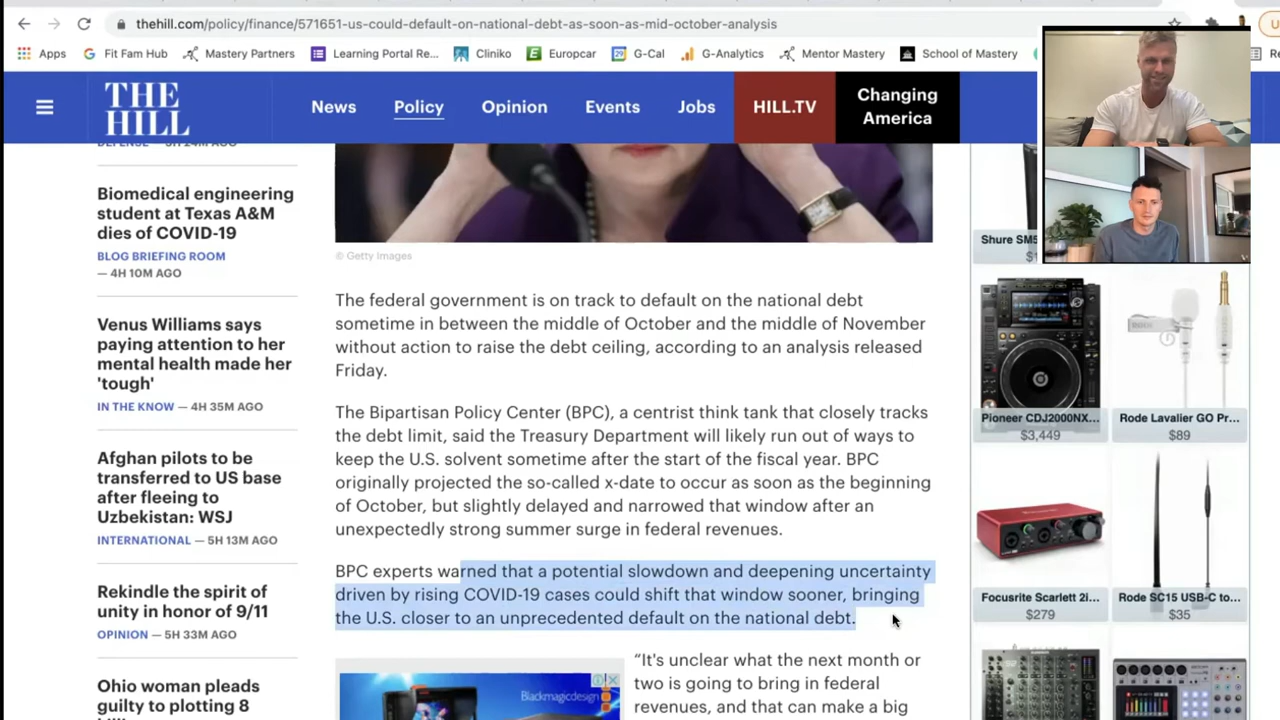 thehill.com/policy/finance/571651-us-could-default-on-national-debt-as-soon-as-mid-october-analysis
Apps
Fit Fam Hub
Mastery Partners
Learning Portal Re...
Cliniko
Europcar
G-Cal
G-Analytics
Mentor Mastery
School of Mastery
THE
HILL
News
Policy
Opinion
Events
Jobs
HILL.TV
Changing
America
Biomedical engineering
student at Texas A&M
dies of COVID-19
BLOG BRIEFING ROOM
— 4H 10M AGO
Venus Williams says
paying attention to her
mental health made her
'tough'
IN THE KNOW — 4H 35M AGO
Afghan pilots to be
transferred to US base
after fleeing to
Uzbekistan: WSJ
INTERNATIONAL — 5H 13M AGO
Rekindle the spirit of
unity in honor of 9/11
OPINION — 5H 33M AGO
Ohio woman pleads
guilty to plotting 8
© Getty Images
The federal government is on track to default on the national debt
sometime in between the middle of October and the middle of November
without action to raise the debt ceiling, according to an analysis released
Friday.
The Bipartisan Policy Center (BPC), a centrist think tank that closely tracks
the debt limit, said the Treasury Department will likely run out of ways to
keep the U.S. solvent sometime after the start of the fiscal year. BPC
originally projected the so-called x-date to occur as soon as the beginning
of October, but slightly delayed and narrowed that window after an
unexpectedly strong summer surge in federal revenues.
BPC experts warned that a potential slowdown and deepening uncertainty
driven by rising COVID-19 cases could shift that window sooner, bringing
the U.S. closer to an unprecedented default on the national debt.
Blackmagicdesign
“It's unclear what the next month or
two is going to bring in federal
revenues, and that can make a big
Shure
Pioneer CDJ2000NX...
$3,449
Rode Lavalier GO Pr...
$89
Focusrite Scarlett 2i...
$279
Rode SC15 USB-C to...
$35